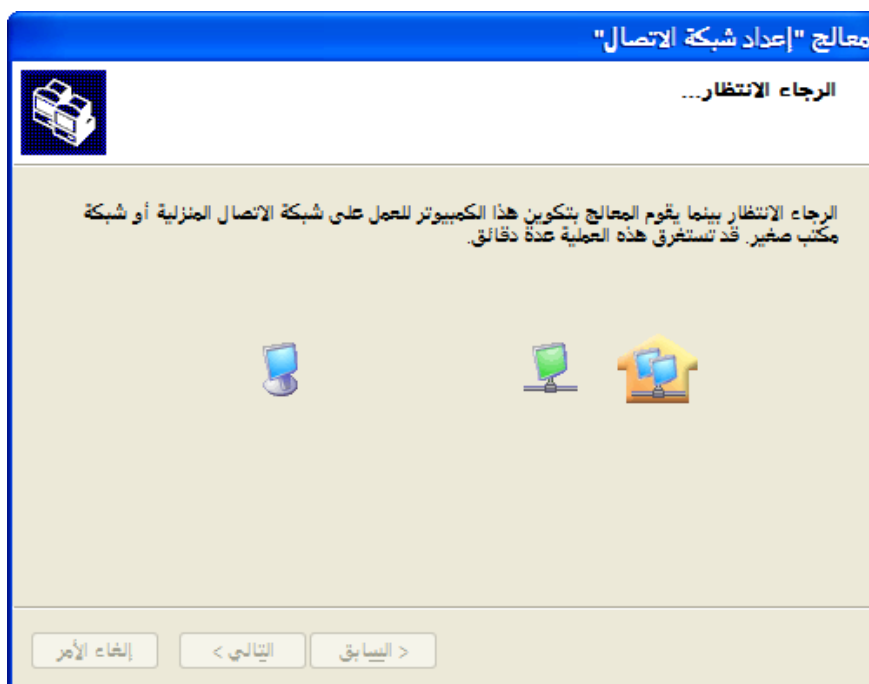 معالج "إعداد شبكة الاتصال"
الرجاء الانتظار...
الرجاء الانتظار بينما يقوم المعالج بتكوين هذا الكمبيوتر للعمل على شبكة الاتصال المنزلية أو شبكة
مكتب صغير. قد تستغرق هذه العملية عدة دقائق.
< السابق
التالي >
إلغاء الأمر